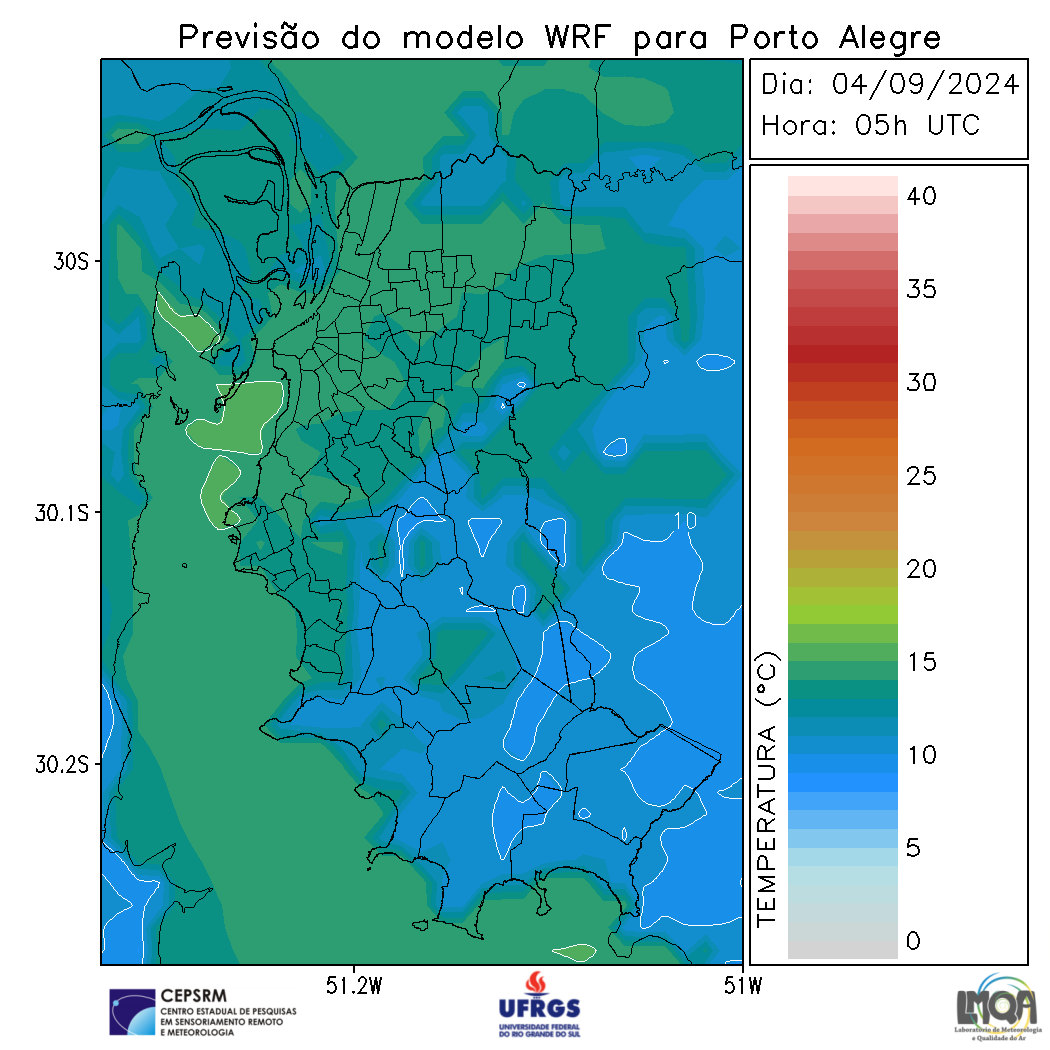 Previsão do modelo WRF para Porto Alegre
Dia: 04/09/2024
Hora: 05h UTC
40
35
30
25
20
15
10
5
0
TEMPERATURA (°C)
30S
30.1S
30.2S
10
51.2W
51W
CEPSRM
CENTRO ESTADUAL DE PESQUISAS
EM SENSORIAMENTO REMOTO
E METEOROLOGIA
UFRGS
UNIVERSIDADE FEDERAL
DO RIO GRANDE DO SUL
LMQA
Laboratório de Meteorologia
e Qualidade do Ar